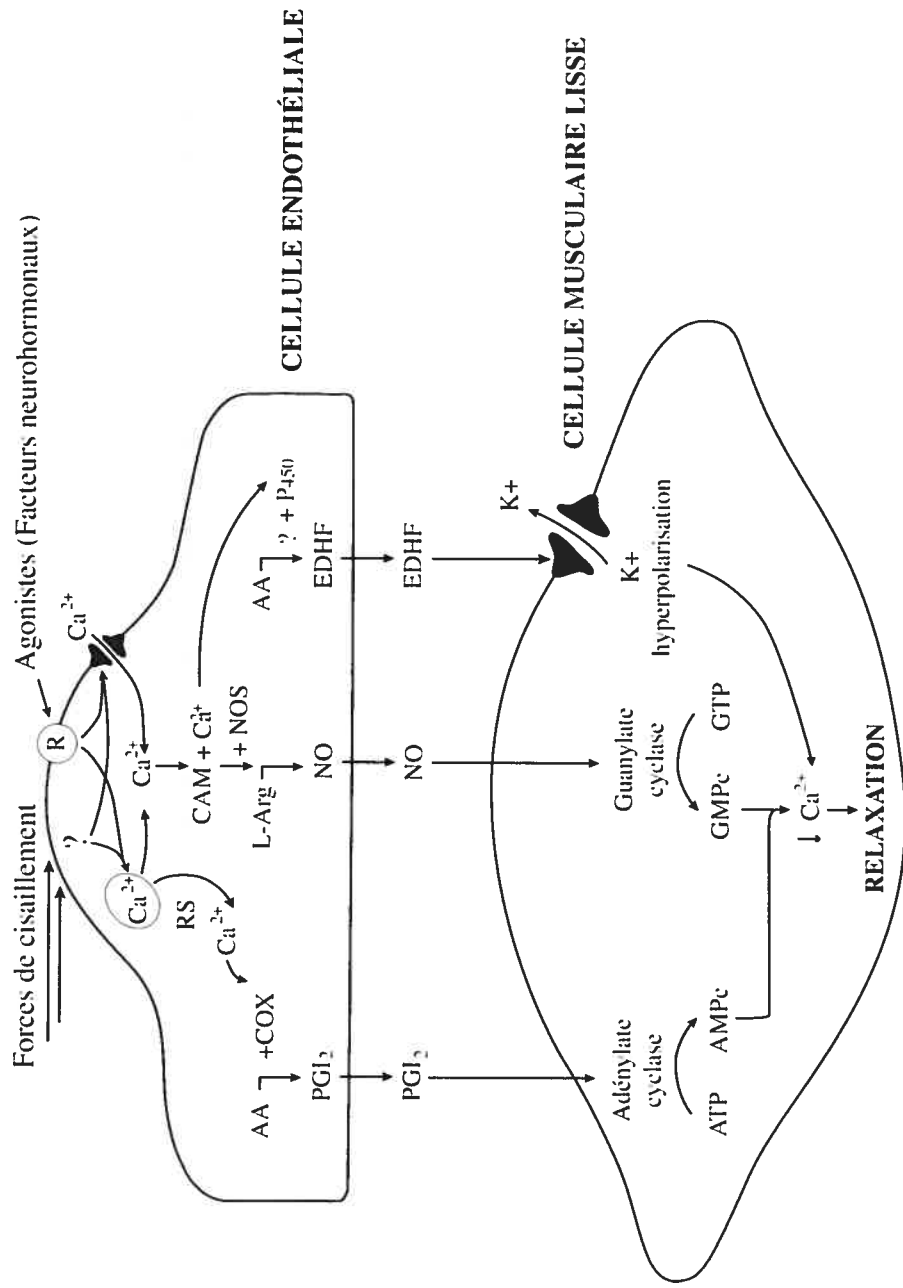 Forces de cisaillement
Agonistes (Facteurs neurohormonaux)
R
?
Ca2+
Ca2+
RS
Ca2+
Ca2+
CAM + Ca2+
+ NOS
AA
+COX
L-Arg
AA
? + P450
PGI2
NO
EDHF
CELLULE ENDOTHÉLIALE
PGI2
NO
EDHF
K+
CELLULE MUSCULAIRE LISSE
K+
hyperpolarisation
Adénylate
cyclase
Guanylate
cyclase
ATP
AMPc
GMPc
GTP
↓ Ca2+
RELAXATION